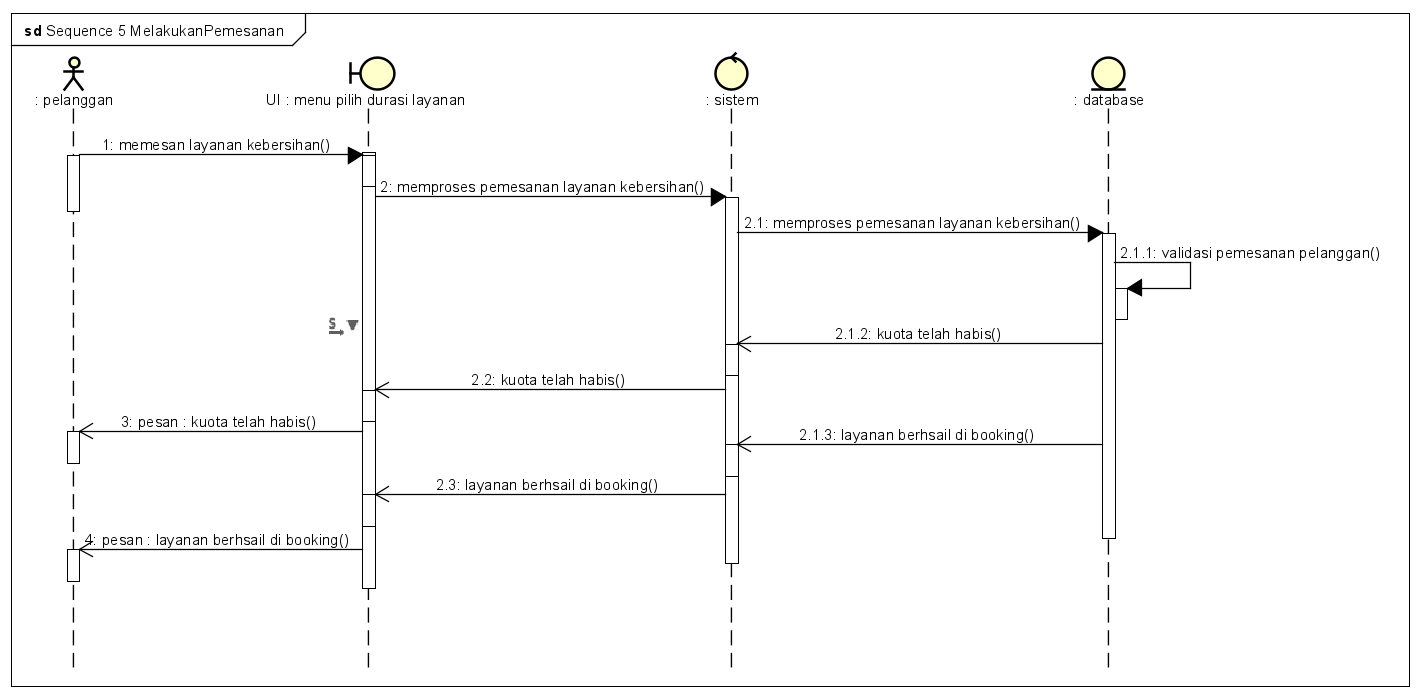 sd Sequence 5 MelakukanPemesanan
: pelanggan
UI : menu pilih durasi layanan
: sistem
: database
1: memesan layanan kebersihan()
2: memproses pemesanan layanan kebersihan()
2.1: memproses pemesanan layanan kebersihan()
2.1.1: validasi pemesanan pelanggan()
S
2.1.2: kuota telah habis()
2.2: kuota telah habis()
3: pesan : kuota telah habis()
2.1.3: layanan berhsail di booking()
2.3: layanan berhsail di booking()
4: pesan : layanan berhsail di booking()